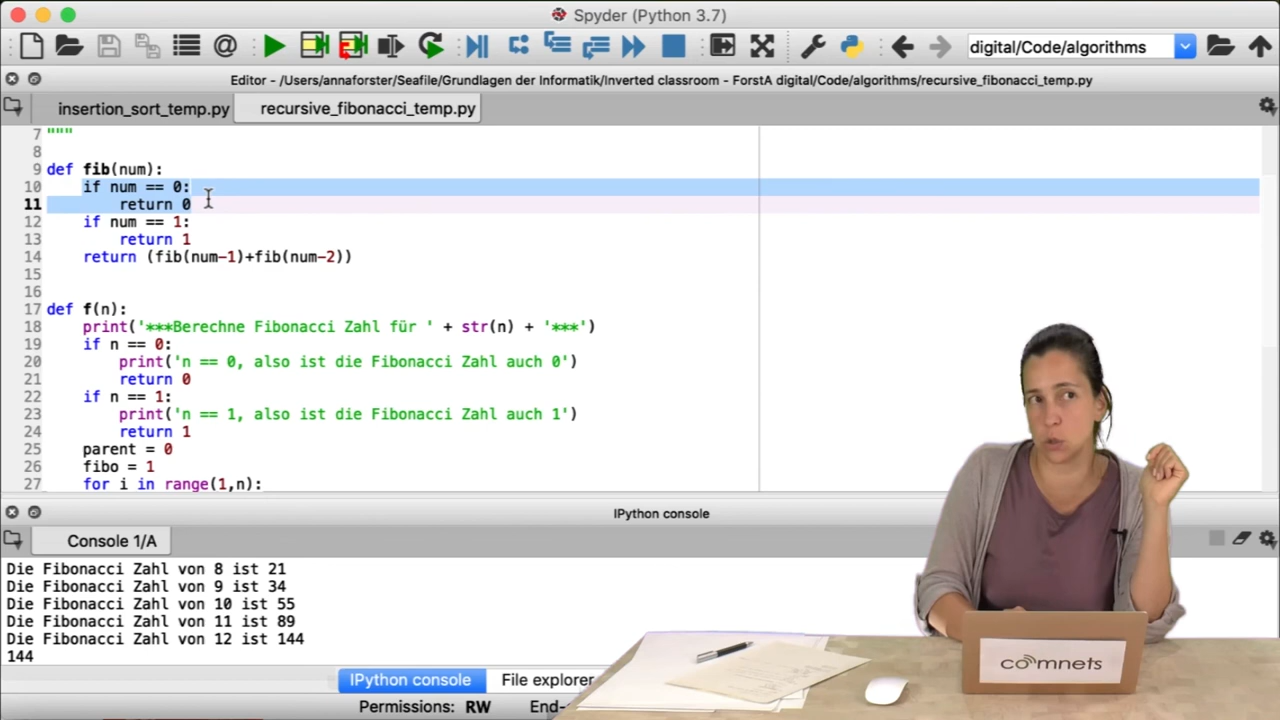 Spyder (Python 3.7)
digital/Code/algorithms
Editor - /Users/annaforster/Seafile/Grundlagen der Informatik/Inverted classroom - ForstA digital/Code/algorithms/recursive_fibonacci_temp.py
insertion_sort_temp.py recursive_fibonacci_temp.py
7 """
8
9 def fib(num):
10 if num == 0:
11 return 0
12 if num == 1:
13 return 1
14 return (fib(num-1)+fib(num-2))
15
16
17 def f(n):
18 print('***Berechne Fibonacci Zahl für ' + str(n) + '***')
19 if n == 0:
20 print('n == 0, also ist die Fibonacci Zahl auch 0')
21 return 0
22 if n == 1:
23 print('n == 1, also ist die Fibonacci Zahl auch 1')
24 return 1
25 parent = 0
26 fibo = 1
27 for i in range(1,n):
IPython console
Console 1/A
Die Fibonacci Zahl von 8 ist 21
Die Fibonacci Zahl von 9 ist 34
Die Fibonacci Zahl von 10 ist 55
Die Fibonacci Zahl von 11 ist 89
Die Fibonacci Zahl von 12 ist 144
144
comnets
IPython console File explorer
Permissions: RW End-